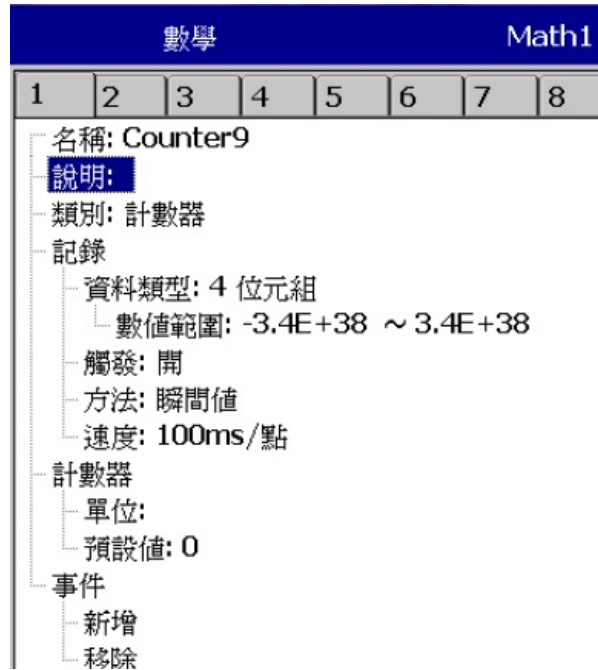 數學 Math1
1 2 3 4 5 6 7 8
名稱: Counter9
說明:
類別: 計數器
記錄
資料類型: 4 位元組
數值範圍: -3.4E+38 ~ 3.4E+38
觸發: 開
方法: 瞬間值
速度: 100ms/點
計數器
單位:
預設值: 0
事件
新增
移除